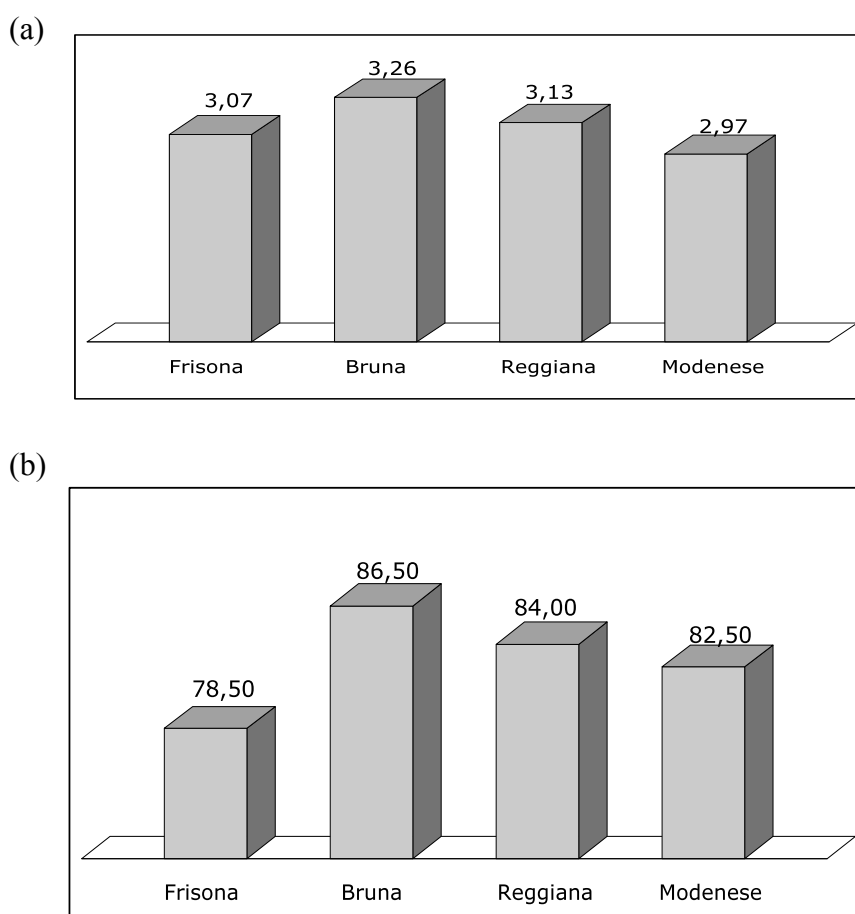 (a)
3,07 3,26 3,13 2,97
Frisona Bruna Reggiana Modenese
(b)
78,50 86,50 84,00 82,50
Frisona Bruna Reggiana Modenese